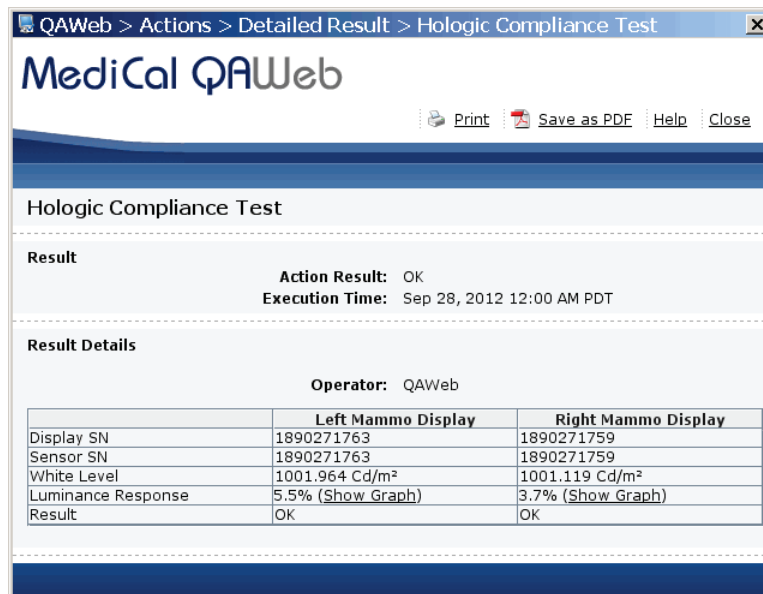 QAWeb > Actions > Detailed Result > Hologic Compliance Test
MediCal QAWeb
Print Save as PDF Help Close
Hologic Compliance Test
Result
Action Result: OK
Execution Time: Sep 28, 2012 12:00 AM PDT
Result Details
Operator: QAWeb
Left Mammo Display Right Mammo Display
Display SN 1890271763 1890271759
Sensor SN 1890271763 1890271759
White Level 1001.964 Cd/m² 1001.119 Cd/m²
Luminance Response 5.5% (Show Graph) 3.7% (Show Graph)
Result OK OK